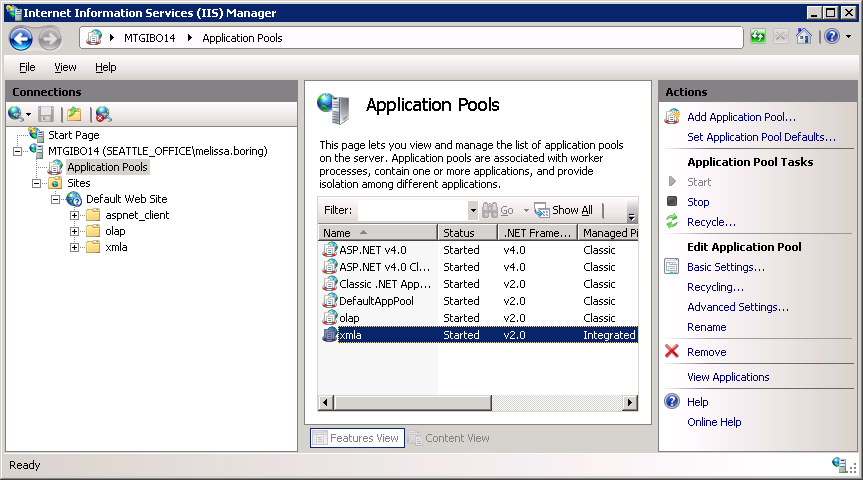 Internet Information Services (IIS) Manager
MTGIBO14 Application Pools
File View Help
Connections
Start Page
MTGIBO14 (SEATTLE_OFFICE\melissa.boring)
Application Pools
Sites
Default Web Site
aspnet_client
olap
xmla
Application Pools
This page lets you view and manage the list of application pools
on the server. Application pools are associated with worker
processes, contain one or more applications, and provide
isolation among different applications.
Filter: Go Show All
Name Status .NET Frame... Managed Pi
ASP.NET v4.0 Started v4.0 Classic
ASP.NET v4.0 Cl... Started v4.0 Classic
Classic .NET App... Started v2.0 Classic
DefaultAppPool Started v2.0 Classic
olap Started v2.0 Classic
xmla Started v2.0 Integrated
Features View Content View
Actions
Add Application Pool...
Set Application Pool Defaults...
Application Pool Tasks
Start
Stop
Recycle...
Edit Application Pool
Basic Settings...
Recycling...
Advanced Settings...
Rename
Remove
View Applications
Help
Online Help
Ready